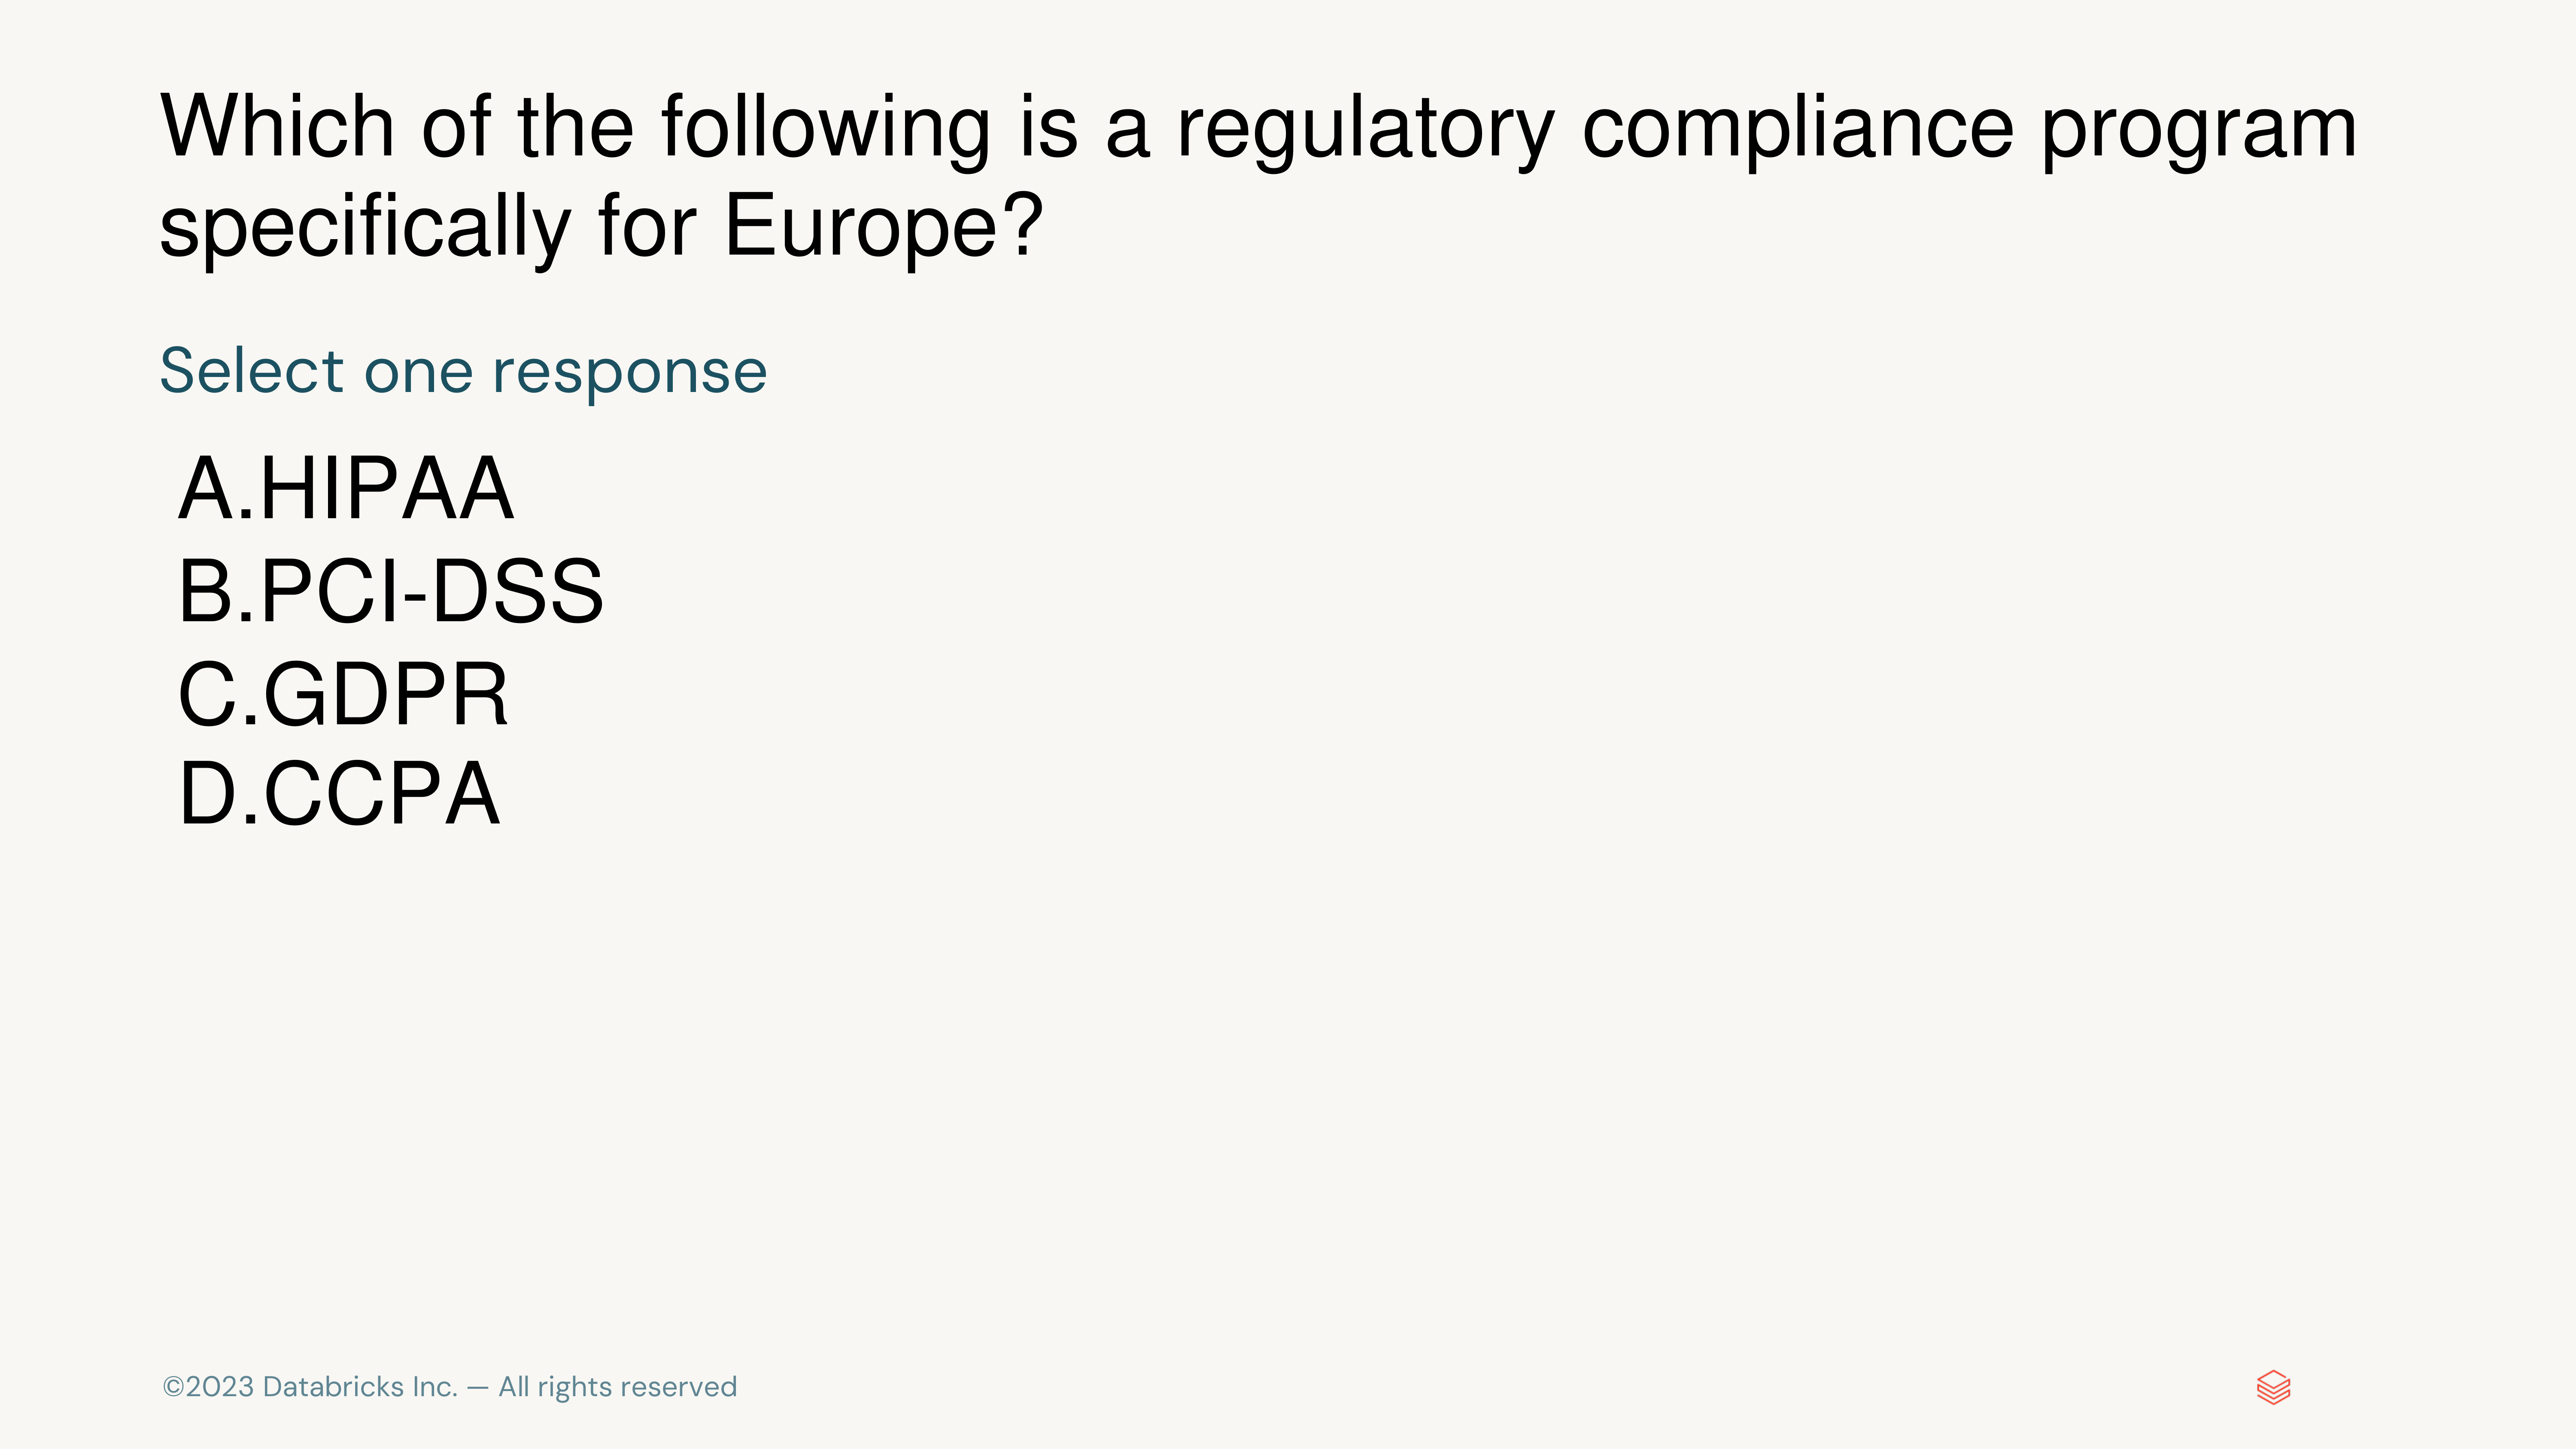 Which of the following is a regulatory compliance program
specifically for Europe?
Select one response
A.HIPAA
B.PCI-DSS
C.GDPR
D.CCPA
©2023 Databricks Inc. — All rights reserved